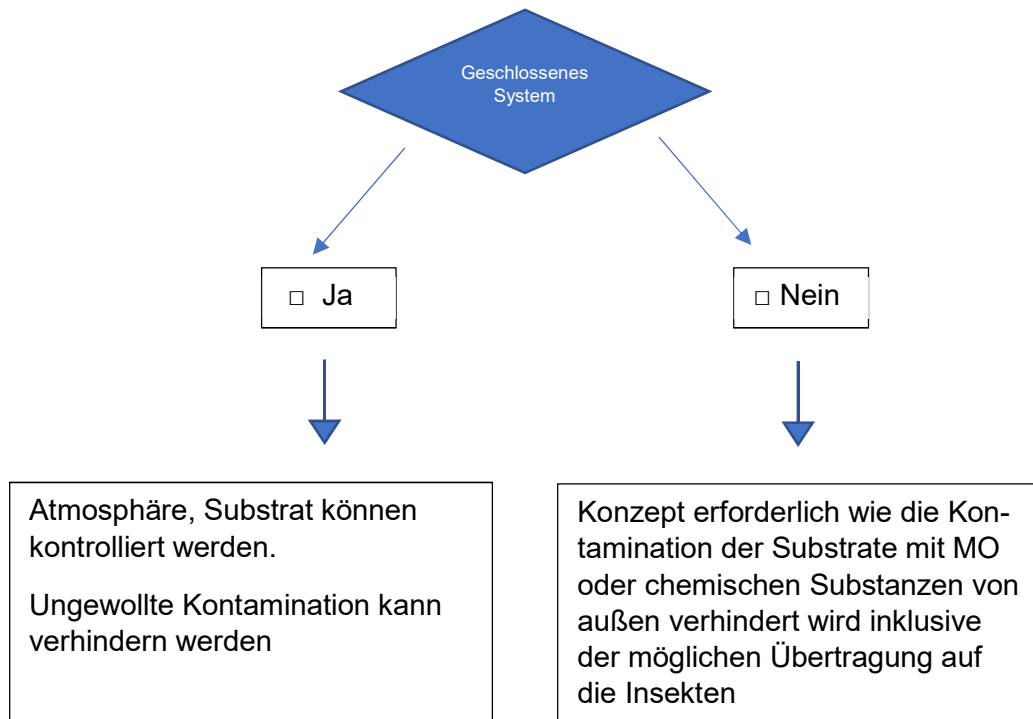 Geschlossenes
System
□ Ja
□ Nein
Atmosphäre, Substrat können
kontrolliert werden.
Ungewollte Kontamination kann
verhindern werden
Konzept erforderlich wie die Kon-
tamination der Substrate mit MO
oder chemischen Substanzen von
außen verhindert wird inklusive
der möglichen Übertragung auf
die Insekten